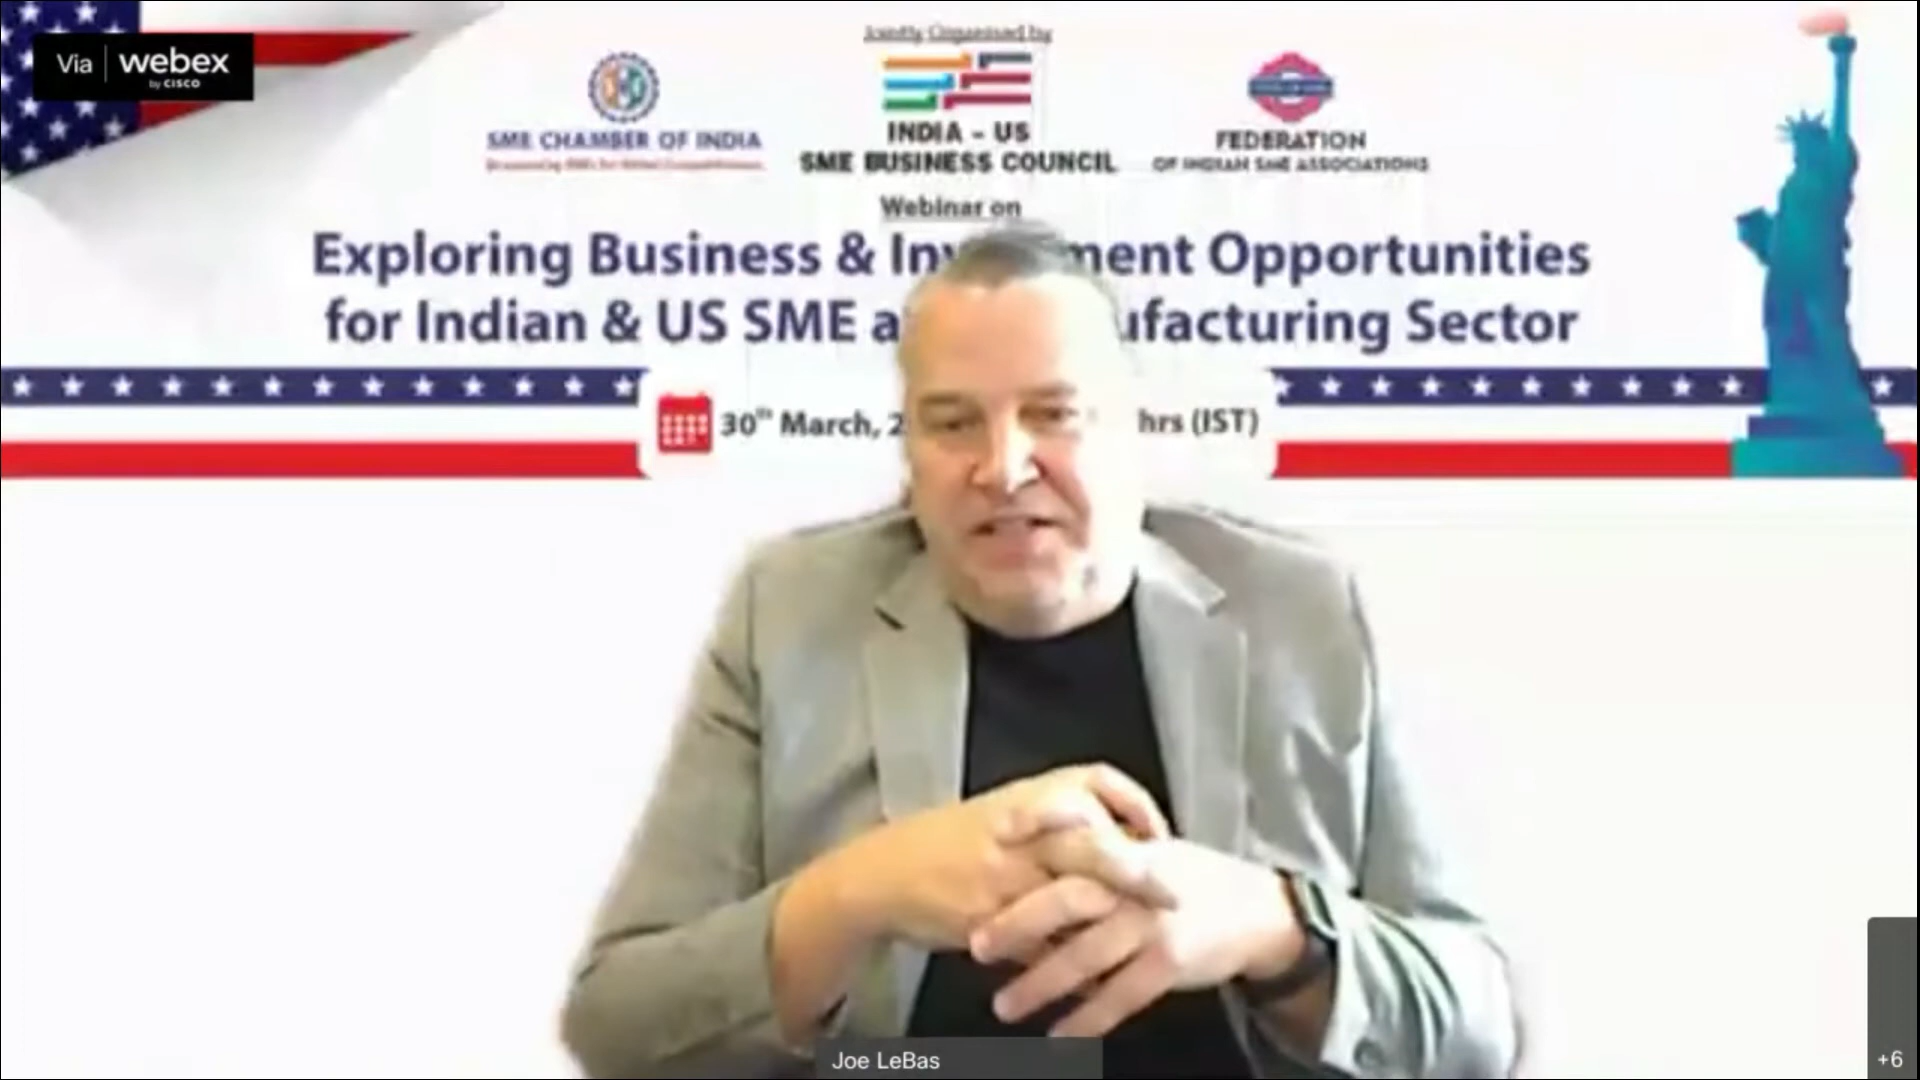 Via webex
by CISCO
Jointly Organised by
SME CHAMBER OF INDIA
INDIA - US
SME BUSINESS COUNCIL
FEDERATION
OF INDIAN SME ASSOCIATIONS
Webinar on
Exploring Business & Inv ment Opportunities
for Indian & US SME a ufacturing Sector
30th March, 2 hrs (IST)
Joe LeBas
+6